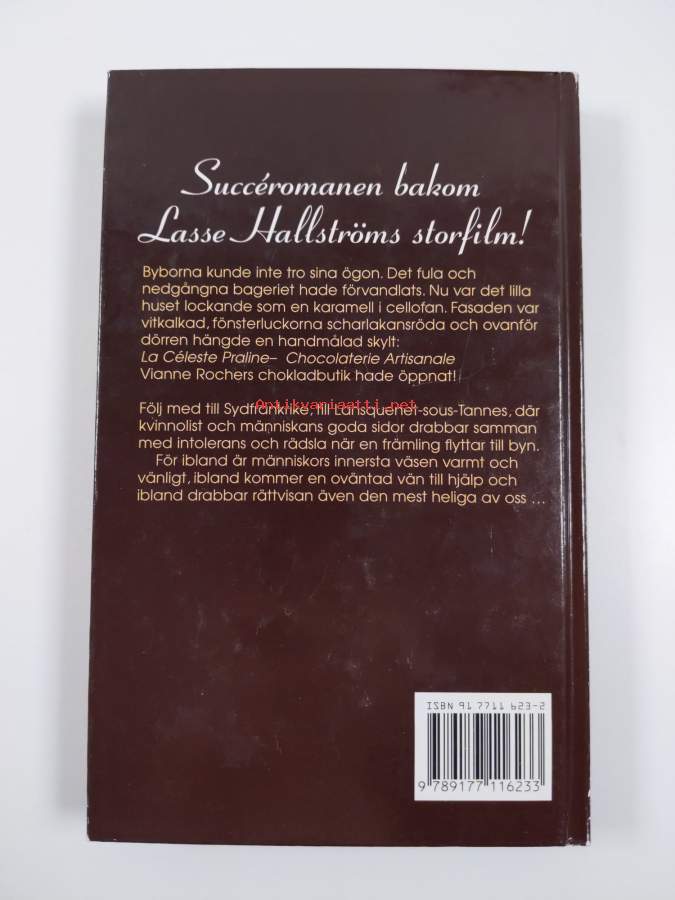 Succéromanen bakom
Lasse Hallströms storfilm!
Byborna kunde inte tro sina ögon. Det fula och
nedgångna bageriet hade förvandlats. Nu var det lilla
huset lockande som en karamell i cellofan. Fasaden var
vitkalkad, fönsterluckorna scharlakansröda och ovanför
dörren hängde en handmålad skylt:
La Céleste Praline– Chocolaterie Artisanale
Vianne Rochers chokladbutik hade öppnat!
Antikvariaatti.net
Följ med till Sydfrankrike, till Lansquenet-sous-Tannes, där
kvinnolist och människans goda sidor drabbar samman
med intolerans och rädsla när en främling flyttar till byn.
För ibland är människors innersta väsen varmt och
vänligt, ibland kommer en oväntad vän till hjälp och
ibland drabbar rättvisan även den mest heliga av oss ...
ISBN 91 7711 623-2
9 789177 116233